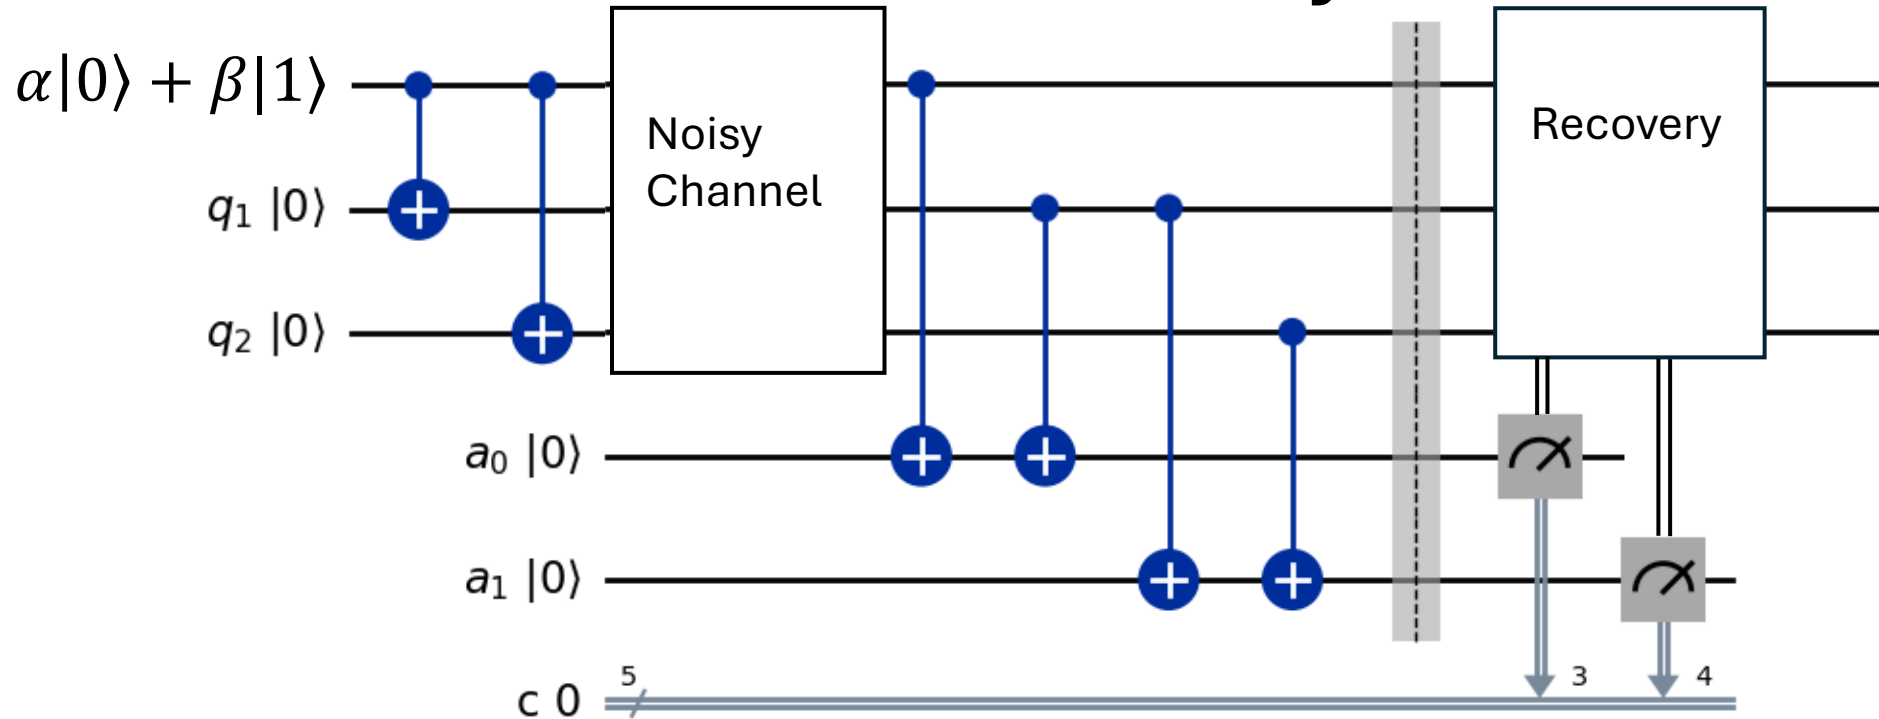 α|0⟩ + β|1⟩
Noisy
Channel
Recovery
q₁ |0⟩
q₂ |0⟩
a₀ |0⟩
a₁ |0⟩
5
3
4
c 0